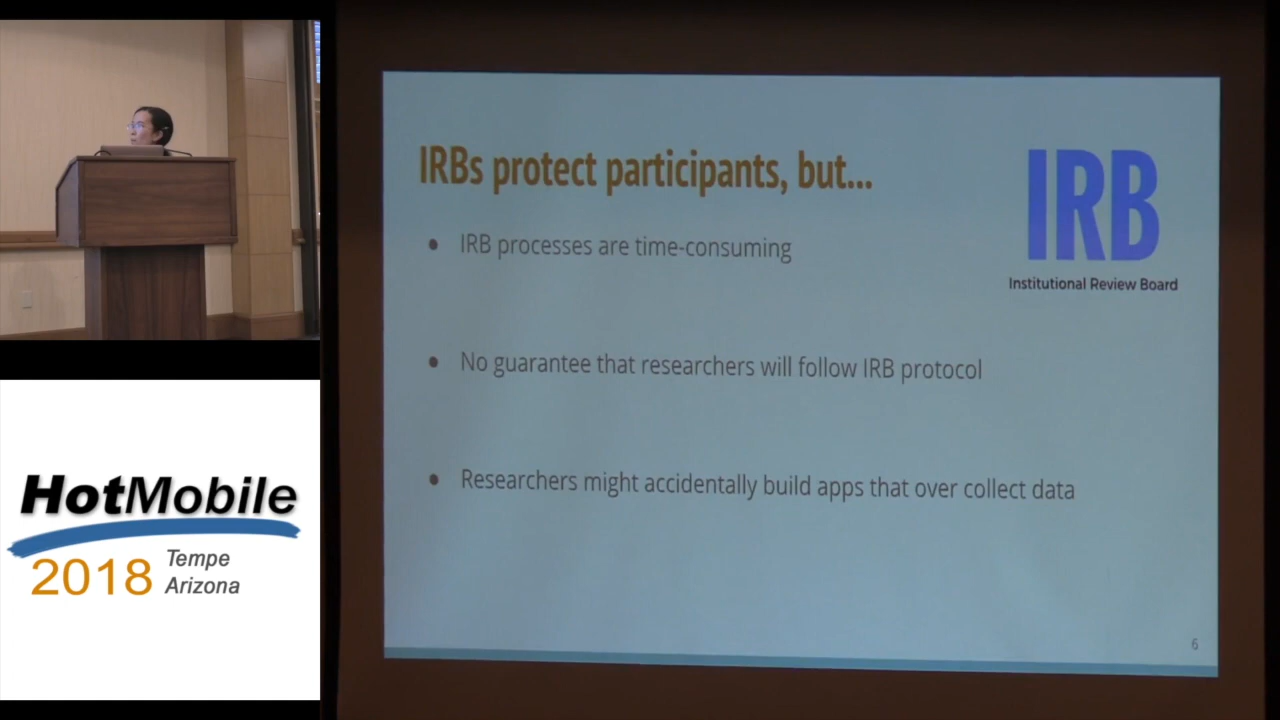 IRBs protect participants, but...
IRB
Institutional Review Board
• IRB processes are time-consuming
• No guarantee that researchers will follow IRB protocol
• Researchers might accidentally build apps that over collect data
6
HotMobile
2018 Tempe
Arizona